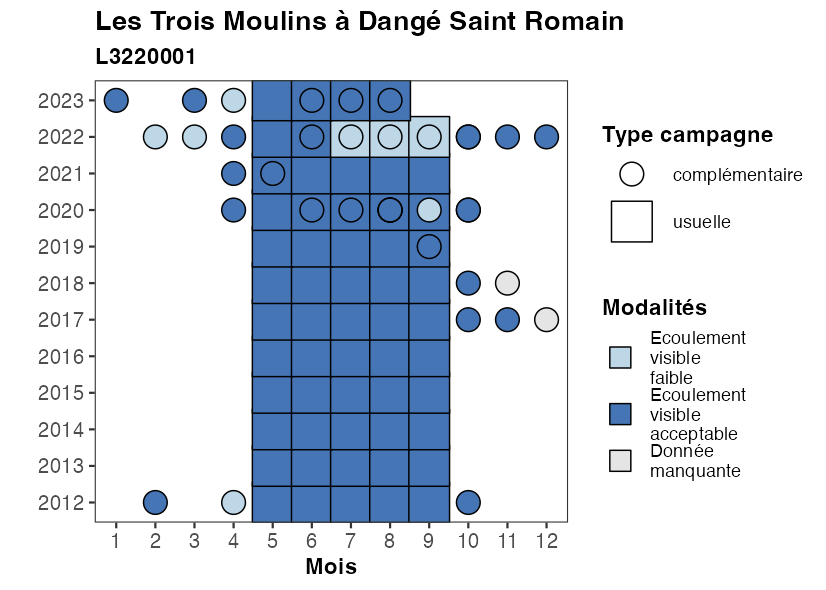 Les Trois Moulins à Dangé Saint Romain
L3220001
2023
2022
2021
2020
2019
2018
2017
2016
2015
2014
2013
2012
1 2 3 4 5 6 7 8 9 10 11 12
Mois
Type campagne
complémentaire
usuelle
Modalités
Ecoulement
visible
faible
Ecoulement
visible
acceptable
Donnée
manquante